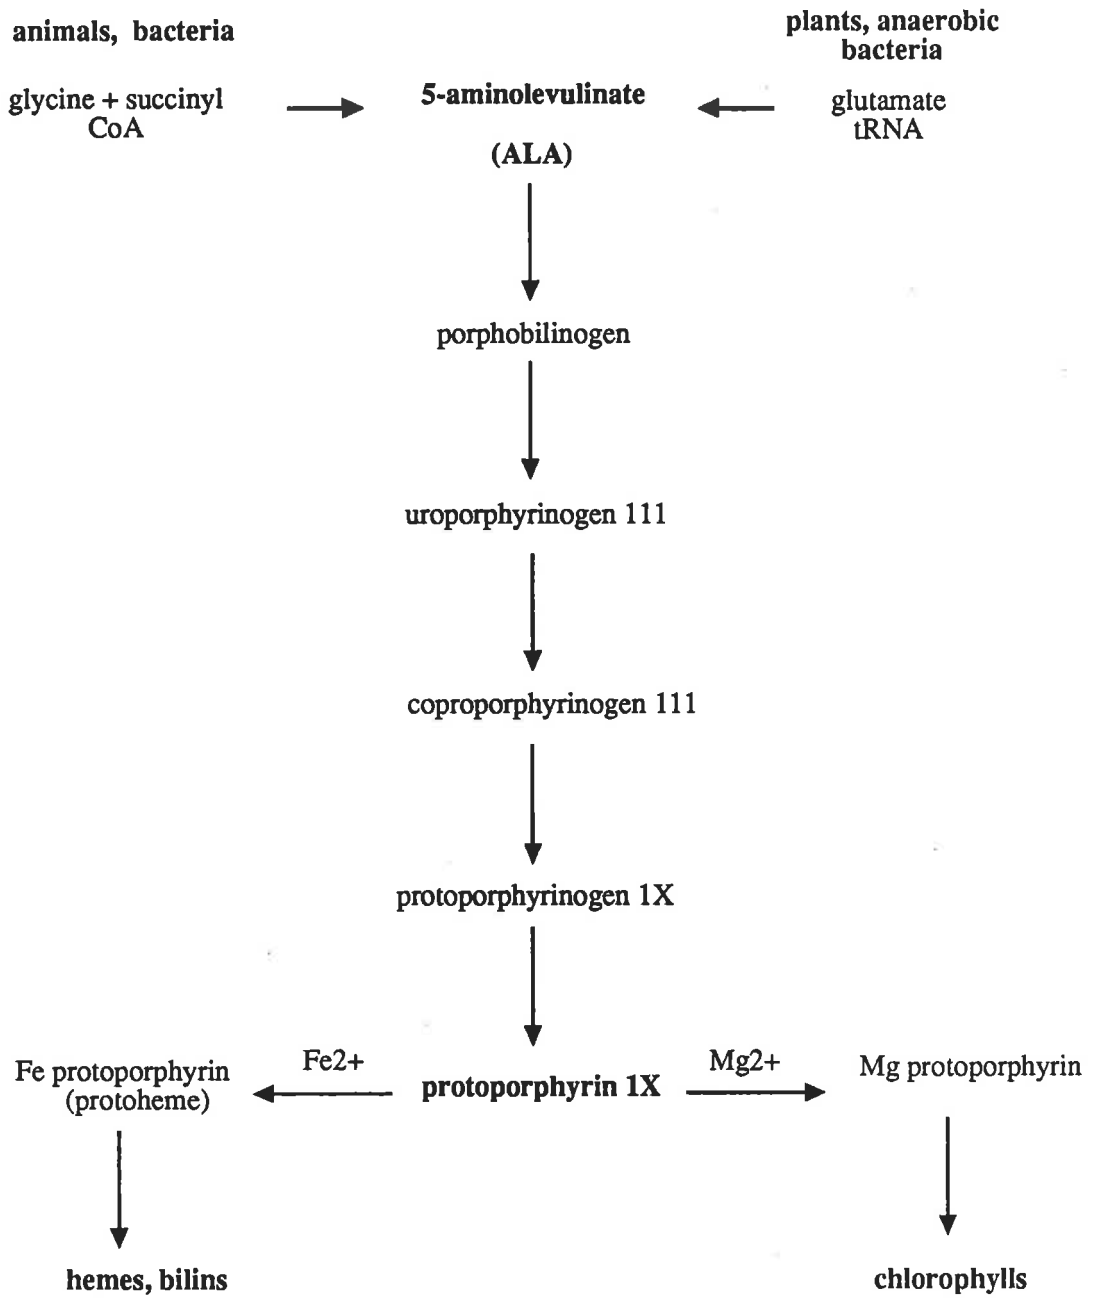 animals, bacteria
plants, anaerobic
bacteria
glycine + succinyl
CoA
5-aminolevulinate
(ALA)
glutamate
tRNA
porphobilinogen
uroporphyrinogen 111
coproporphyrinogen 111
protoporphyrinogen 1X
Fe protoporphyrin
(protoheme)
Fe2+
protoporphyrin 1X
Mg2+
Mg protoporphyrin
hemes, bilins
chlorophylls